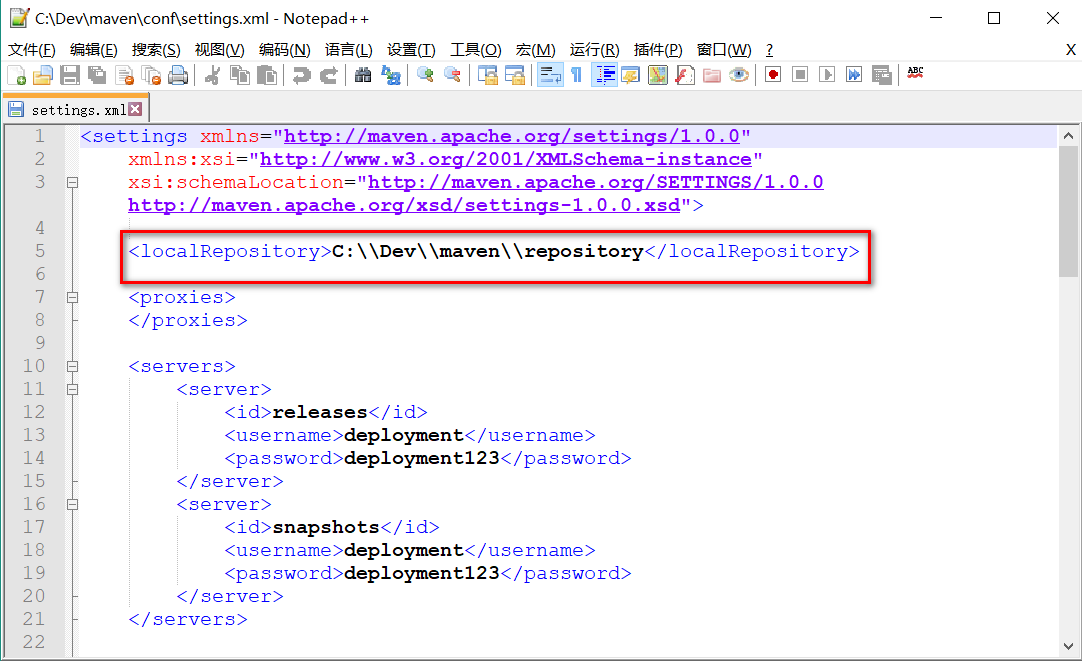 C:\Dev\maven\conf\settings.xml - Notepad++
文件(F) 编辑(E) 搜索(S) 视图(V) 编码(N) 语言(L) 设置(T) 工具(O) 宏(M) 运行(R) 插件(P) 窗口(W) ? X
ABC
settings.xml
1 <settings xmlns="http://maven.apache.org/settings/1.0.0"
2 xmlns:xsi="http://www.w3.org/2001/XMLSchema-instance"
3 xsi:schemaLocation="http://maven.apache.org/SETTINGS/1.0.0
http://maven.apache.org/xsd/settings-1.0.0.xsd">
4
5 <localRepository>C:\\Dev\\maven\\repository</localRepository>
6
7 <proxies>
8 </proxies>
9
10 <servers>
11 <server>
12 <id>releases</id>
13 <username>deployment</username>
14 <password>deployment123</password>
15 </server>
16 <server>
17 <id>snapshots</id>
18 <username>deployment</username>
19 <password>deployment123</password>
20 </server>
21 </servers>
22